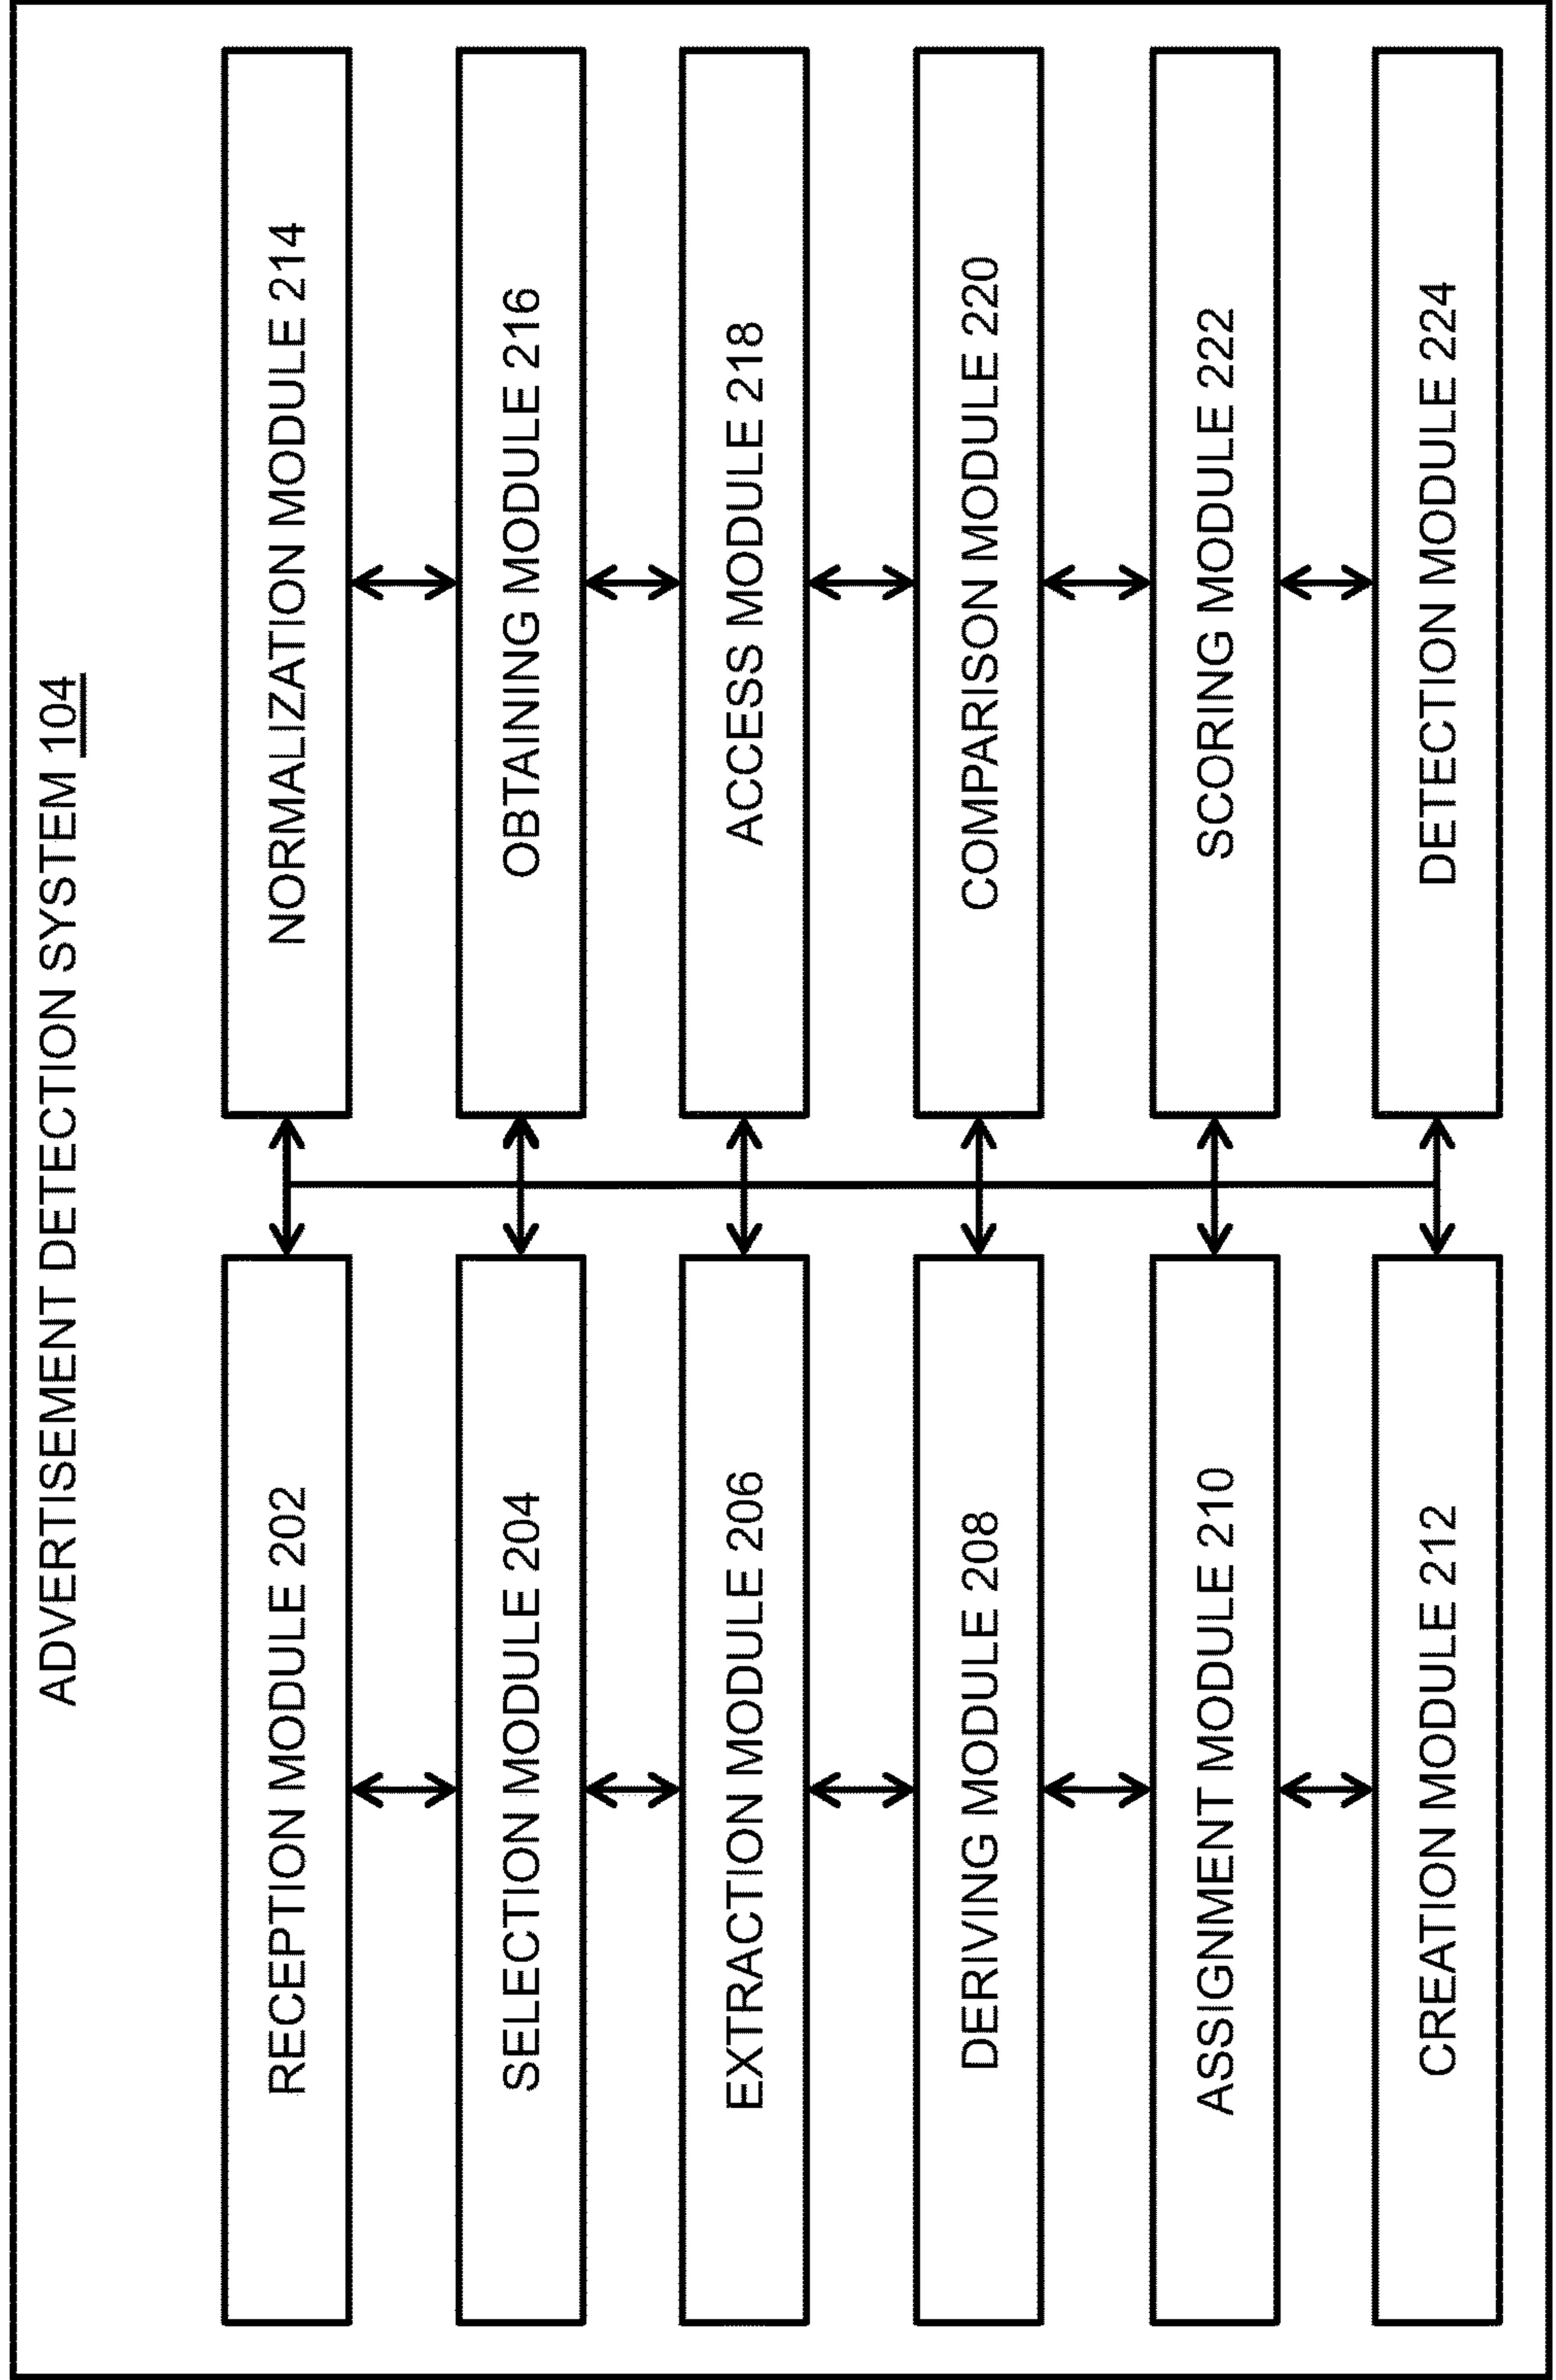 ADVERTISEMENT DETECTION SYSTEM 104
RECEPTION MODULE 202
SELECTION MODULE 204
EXTRACTION MODULE 206
DERIVING MODULE 208
ASSIGNMENT MODULE 210
CREATION MODULE 212
NORMALIZATION MODULE 214
OBTAINING MODULE 216
ACCESS MODULE 218
COMPARISON MODULE 220
SCORING MODULE 222
DETECTION MODULE 224